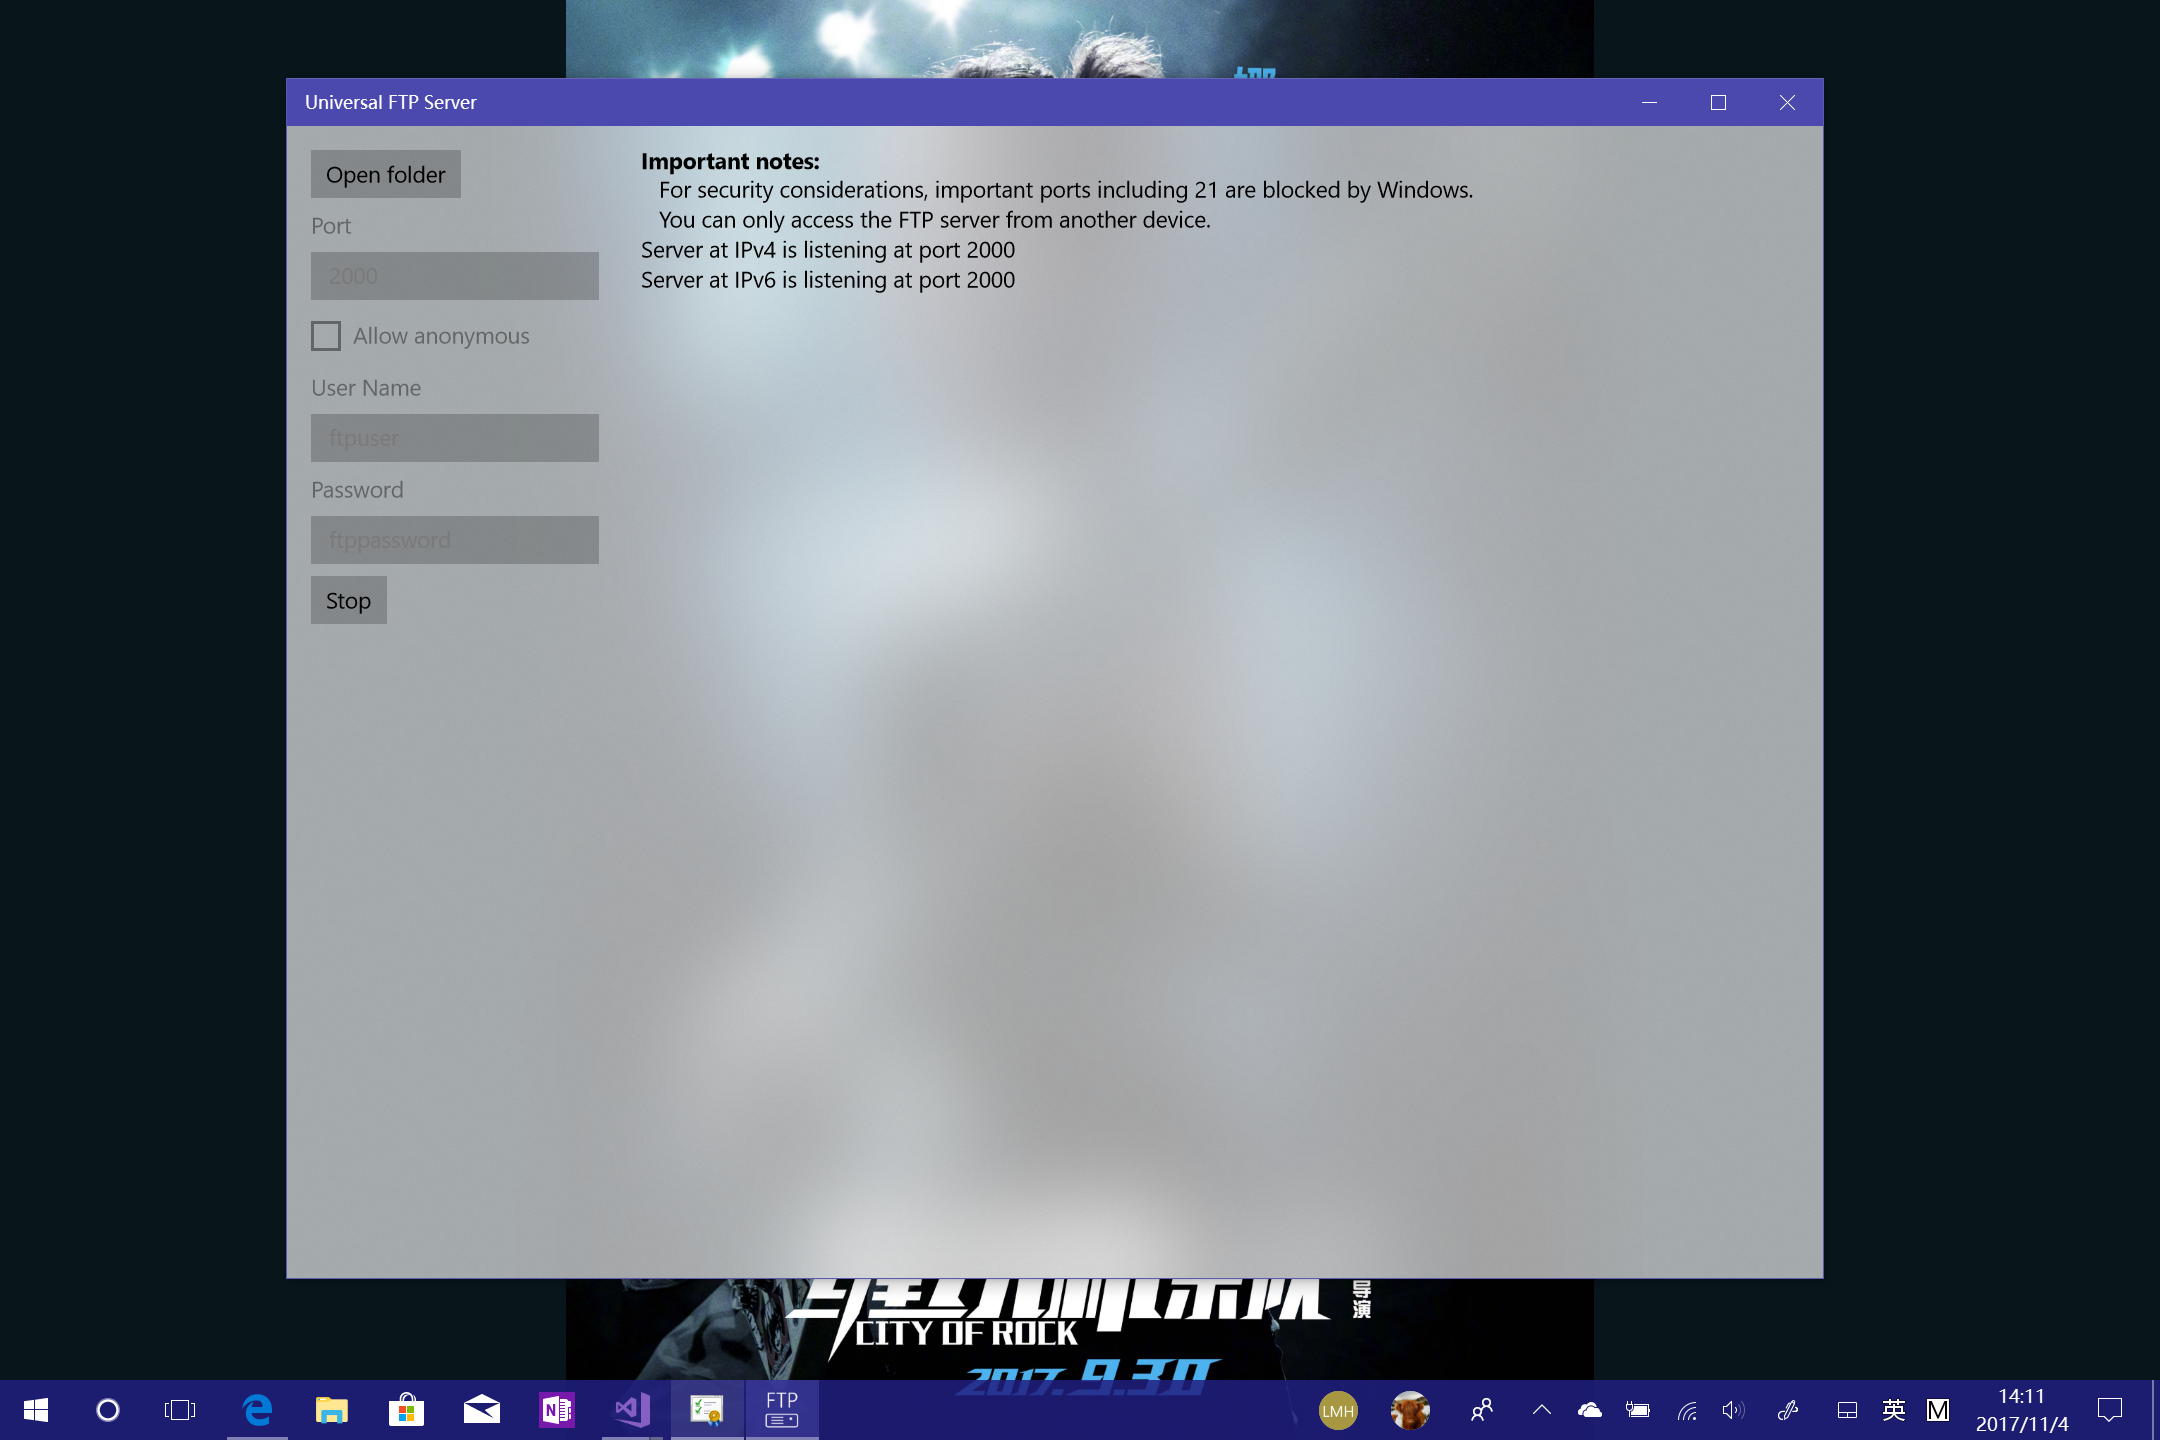 Universal FTP Server
Open folder
Port
2000
Allow anonymous
User Name
ftpuser
Password
ftppassword
Stop
Important notes:
For security considerations, important ports including 21 are blocked by Windows.
You can only access the FTP server from another device.
Server at IPv4 is listening at port 2000
Server at IPv6 is listening at port 2000
导演
CITY OF ROCK
2017. 9.30
FTP
LMH
英
M
14:11
2017/11/4